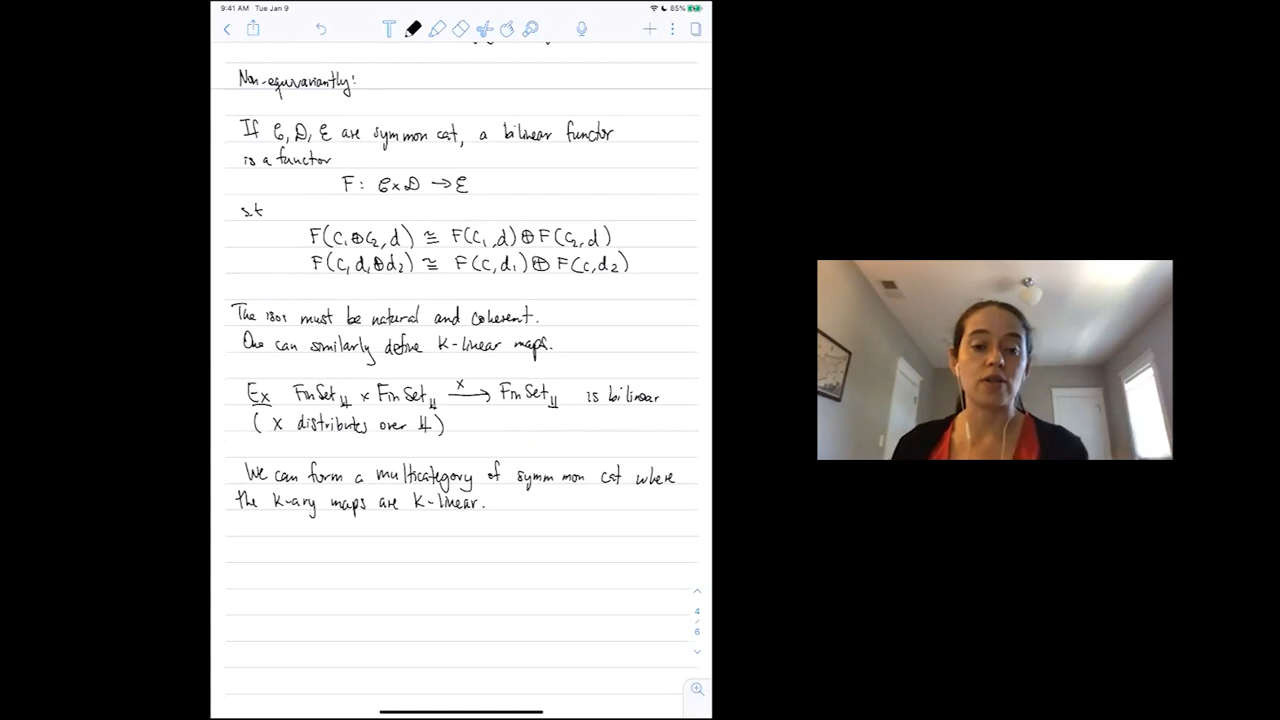 9:41 AM Tue Jan 9
85%
Non-equivariantly:
If C, D, E are symm mon cat, a bilinear functor
is a functor
F: C×D → E
s.t
F(C₁⊕C₂, d) ≅ F(C₁, d) ⊕ F(C₂, d)
F(C, d₁⊕d₂) ≅ F(C, d₁) ⊕ F(C, d₂)
The isos must be natural and coherent.
One can similarly define K-linear maps.
Ex FinSet_⨿ × FinSet_⨿ —×→ FinSet_⨿ is bilinear
( × distributes over ⨿ )
We can form a multicategory of symm mon cat where
the K-ary maps are K-linear.
4
/
6